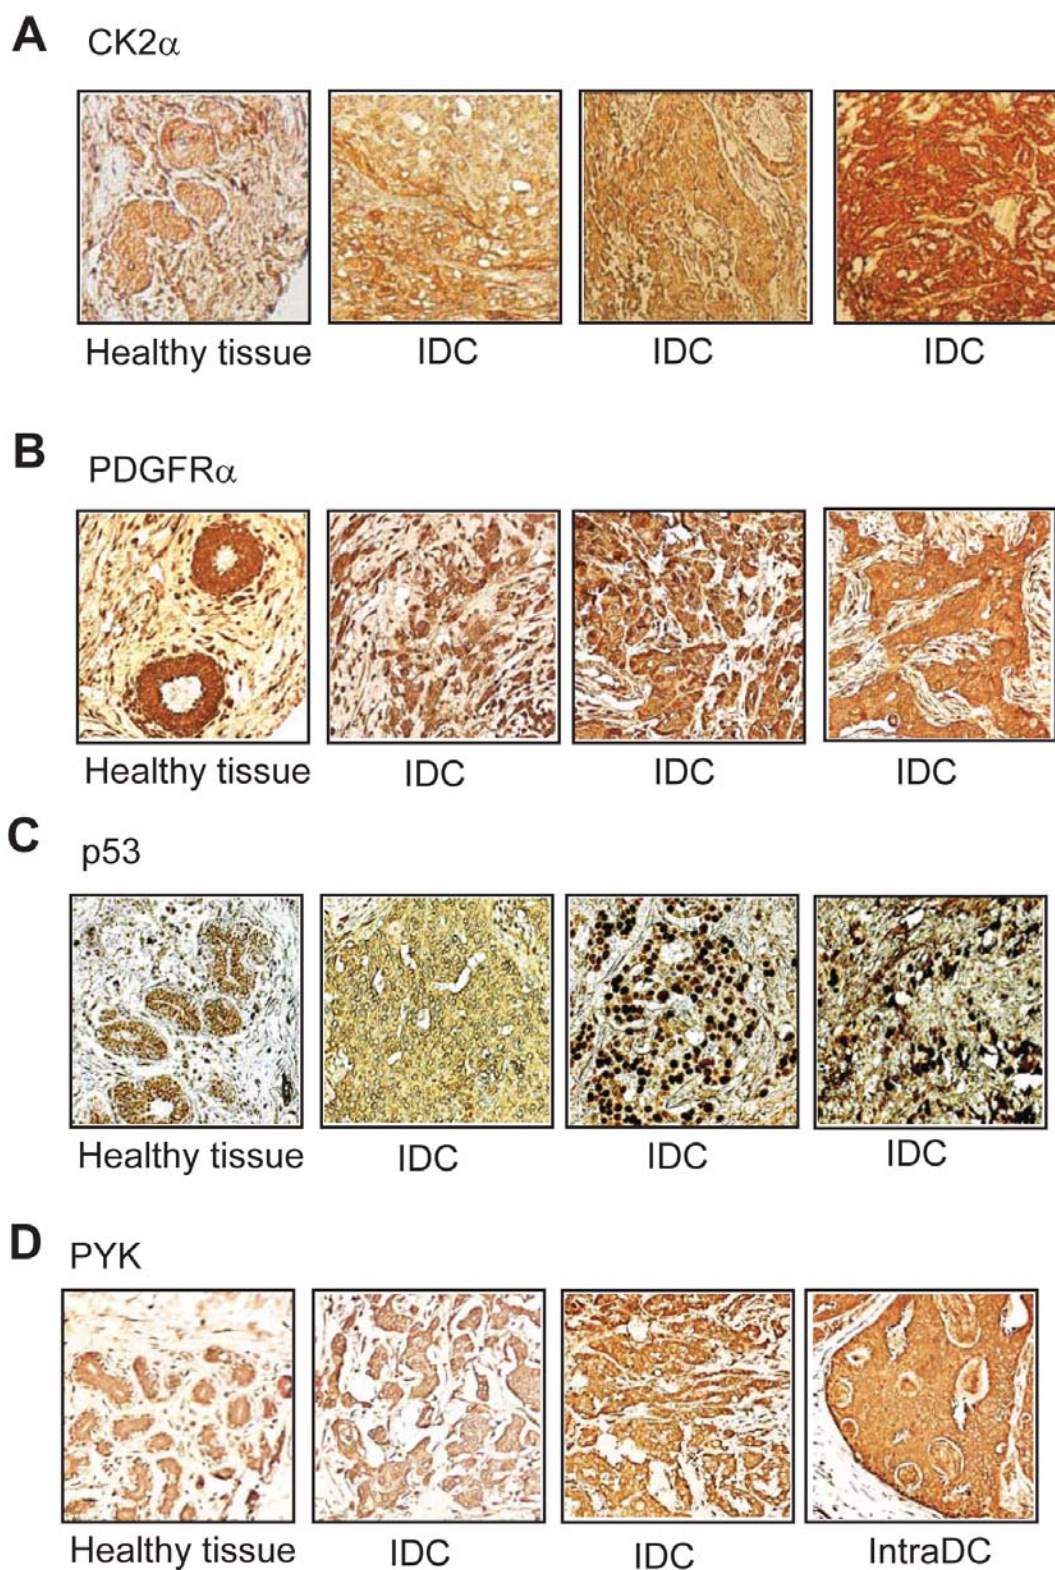 A CK2α
Healthy tissue IDC IDC IDC
B PDGFRα
Healthy tissue IDC IDC IDC
C p53
Healthy tissue IDC IDC IDC
D PYK
Healthy tissue IDC IDC IntraDC